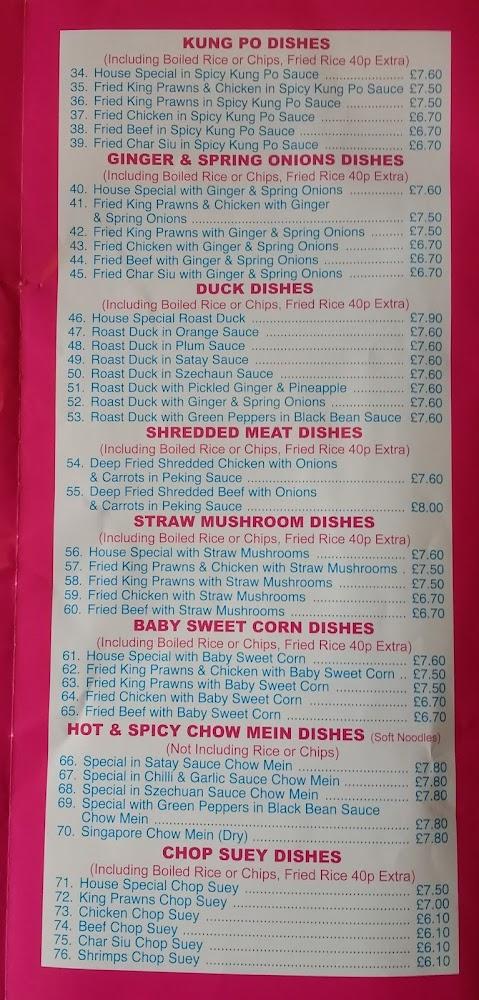 KUNG PO DISHES
(Including Boiled Rice or Chips, Fried Rice 40p Extra)
34. House Special in Spicy Kung Po Sauce ................... £7.60
35. Fried King Prawns & Chicken in Spicy Kung Po Sauce £7.50
36. Fried King Prawns in Spicy Kung Po Sauce ............... £7.50
37. Fried Chicken in Spicy Kung Po Sauce ..................... £6.70
38. Fried Beef in Spicy Kung Po Sauce ......................... £6.70
39. Fried Char Siu in Spicy Kung Po Sauce .................... £6.70
GINGER & SPRING ONIONS DISHES
(Including Boiled Rice or Chips, Fried Rice 40p Extra)
40. House Special with Ginger & Spring Onions ............. £7.60
41. Fried King Prawns & Chicken with Ginger
& Spring Onions ..................................................... £7.50
42. Fried King Prawns with Ginger & Spring Onions ........ £7.50
43. Fried Chicken with Ginger & Spring Onions .............. £6.70
44. Fried Beef with Ginger & Spring Onions ................... £6.70
45. Fried Char Siu with Ginger & Spring Onions ............. £6.70
DUCK DISHES
(Including Boiled Rice or Chips, Fried Rice 40p Extra)
46. House Special Roast Duck ...................................... £7.90
47. Roast Duck in Orange Sauce ................................... £7.60
48. Roast Duck in Plum Sauce ...................................... £7.60
49. Roast Duck in Satay Sauce ..................................... £7.60
50. Roast Duck in Szechaun Sauce ............................... £7.60
51. Roast Duck with Pickled Ginger & Pineapple ............ £7.60
52. Roast Duck with Ginger & Spring Onions ................. £7.60
53. Roast Duck with Green Peppers in Black Bean Sauce £7.60
SHREDDED MEAT DISHES
(Including Boiled Rice or Chips, Fried Rice 40p Extra)
54. Deep Fried Shredded Chicken with Onions
& Carrots in Peking Sauce ...................................... £7.60
55. Deep Fried Shredded Beef with Onions
& Carrots in Peking Sauce ...................................... £8.00
STRAW MUSHROOM DISHES
(Including Boiled Rice or Chips, Fried Rice 40p Extra)
56. House Special with Straw Mushrooms ..................... £7.60
57. Fried King Prawns & Chicken with Straw Mushrooms . £7.50
58. Fried King Prawns with Straw Mushrooms ................ £7.50
59. Fried Chicken with Straw Mushrooms ...................... £6.70
60. Fried Beef with Straw Mushrooms ........................... £6.70
BABY SWEET CORN DISHES
(Including Boiled Rice or Chips, Fried Rice 40p Extra)
61. House Special with Baby Sweet Corn ...................... £7.60
62. Fried King Prawns & Chicken with Baby Sweet Corn .. £7.50
63. Fried King Prawns with Baby Sweet Corn ................. £7.50
64. Fried Chicken with Baby Sweet Corn ....................... £6.70
65. Fried Beef with Baby Sweet Corn ............................ £6.70
HOT & SPICY CHOW MEIN DISHES (Soft Noodles)
(Not Including Rice or Chips)
66. Special in Satay Sauce Chow Mein .......................... £7.80
67. Special in Chilli & Garlic Sauce Chow Mein .............. £7.80
68. Special in Szechuan Sauce Chow Mein .................... £7.80
69. Special with Green Peppers in Black Bean Sauce
Chow Mein ............................................................ £7.80
70. Singapore Chow Mein (Dry) .................................... £7.80
CHOP SUEY DISHES
(Including Boiled Rice or Chips, Fried Rice 40p Extra)
71. House Special Chop Suey ....................................... £7.50
72. King Prawns Chop Suey ......................................... £7.00
73. Chicken Chop Suey ................................................ £6.10
74. Beef Chop Suey ..................................................... £6.10
75. Char Siu Chop Suey ............................................... £6.10
76. Shrimps Chop Suey ............................................... £6.10